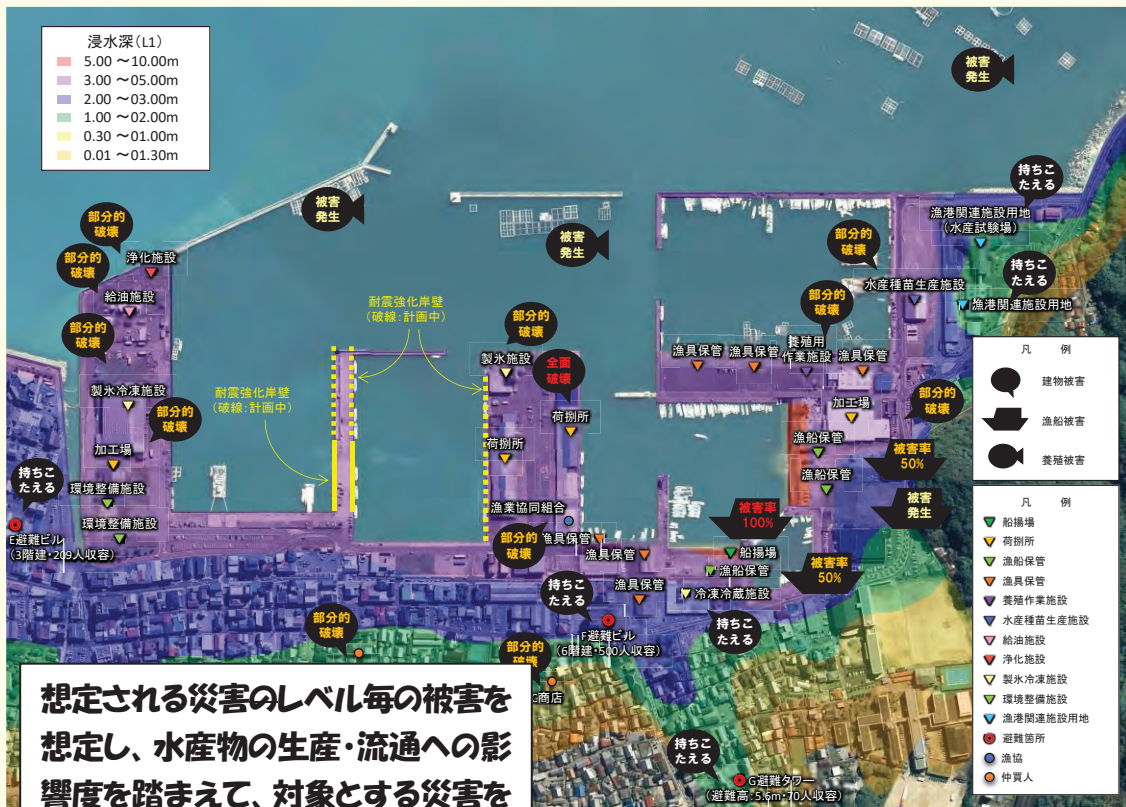 浸水深(L1)
5.00 ～10.00m
3.00 ～05.00m
2.00 ～03.00m
1.00 ～02.00m
0.30 ～01.00m
0.01 ～01.30m
被害
発生
持ちこ
たえる
漁港関連施設用地
(水産試験場)
被害
発生
部分的
破壊
浄化施設
被害
発生
部分的
破壊
水産種苗生産施設
持ちこ
たえる
漁港関連施設用地
部分的
破壊
給油施設
耐震強化岸壁
(破線:計画中)
部分的
破壊
製氷施設
部分的
破壊
養殖用
作業施設
漁具保管
漁具保管
漁具保管
部分的
破壊
製氷冷凍施設
全面
破壊
荷捌所
耐震強化岸壁
(破線:計画中)
加工場
部分的
破壊
部分的
破壊
加工場
荷捌所
漁船保管
漁船保管
被害率
50%
持ちこ
たえる
環境整備施設
環境整備施設
E避難ビル
(3階建・209人収容)
漁業協同組合
部分的
破壊
漁具保管
漁具保管
被害率
100%
被害
発生
船揚場
漁船保管
被害率
50%
持ちこ
たえる
漁具保管
冷凍冷蔵施設
持ちこ
たえる
F避難ビル
(6階建・500人収容)
部分的
破壊
部分的
破壊
C商店
持ちこ
たえる
G避難タワー
(避難高:5.6m・70人収容)
想定される災害のレベル毎の被害を
想定し、水産物の生産・流通への影
響度を踏まえて、対象とする災害を
凡 例
建物被害
漁船被害
養殖被害
凡 例
船揚場
荷捌所
漁船保管
漁具保管
養殖作業施設
水産種苗生産施設
給油施設
浄化施設
製氷冷凍施設
環境整備施設
漁港関連施設用地
避難箇所
漁協
仲買人